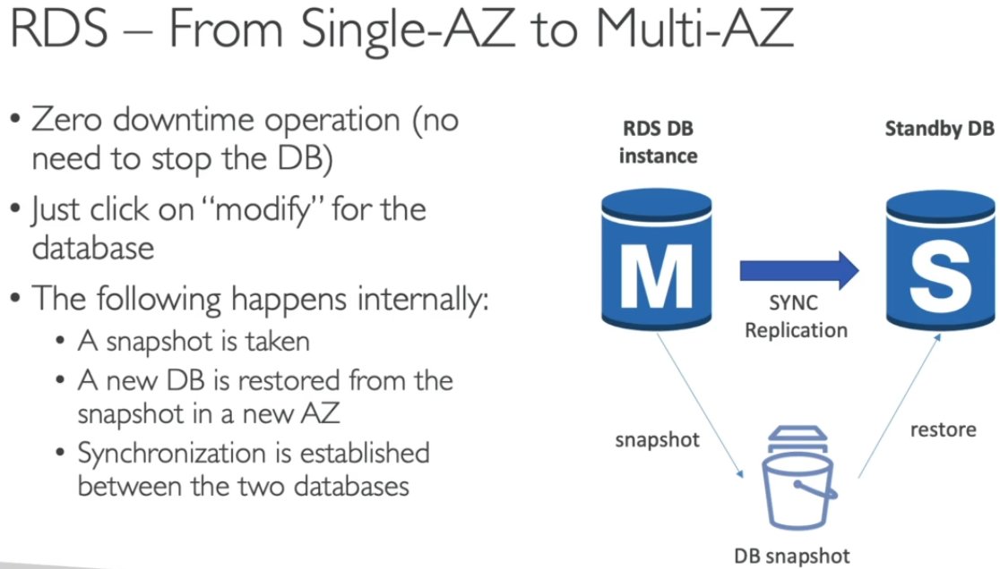 RDS – From Single-AZ to Multi-AZ
• Zero downtime operation (no
need to stop the DB)
• Just click on “modify” for the
database
• The following happens internally:
• A snapshot is taken
• A new DB is restored from the
snapshot in a new AZ
• Synchronization is established
between the two databases
RDS DB
instance
Standby DB
M
S
SYNC
Replication
snapshot
restore
DB snapshot